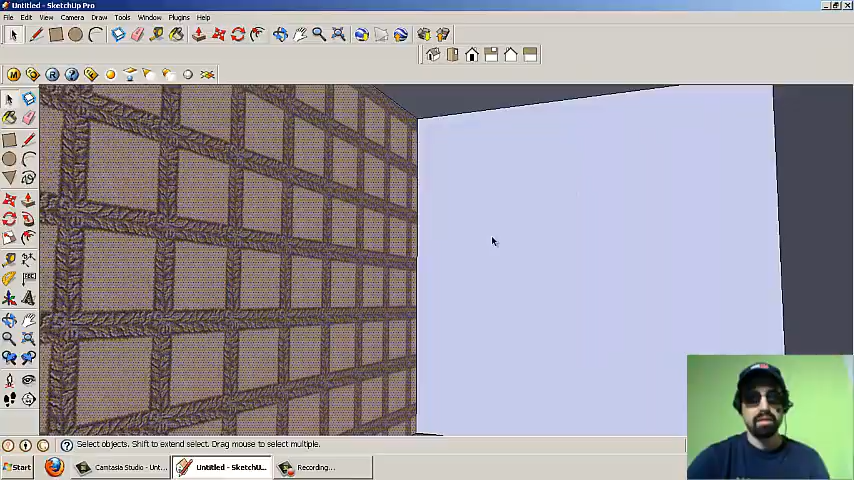 Untitled - SketchUp Pro
File Edit View Camera Draw Tools Window Plugins Help
Select objects. Shift to extend select. Drag mouse to select multiple.
Start
Camtasia Studio - Unt...
Untitled - SketchU...
Recording...